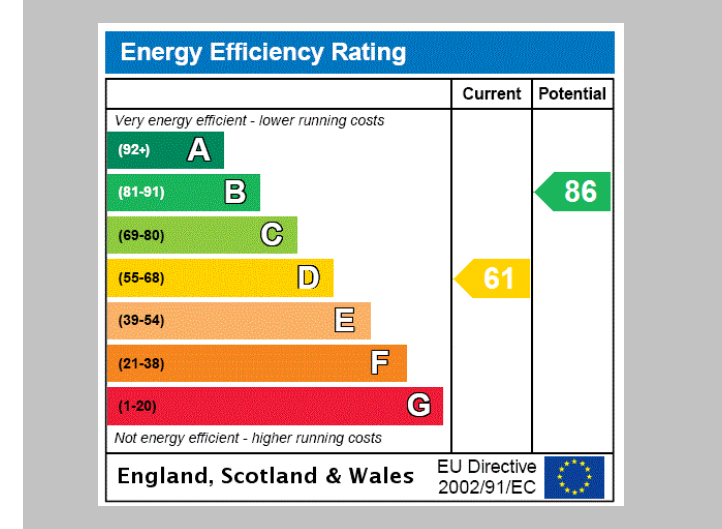 Energy Efficiency Rating
Current Potential
Very energy efficient - lower running costs
(92+) A
(81-91) B 86
(69-80) C
(55-68) D 61
(39-54) E
(21-38) F
(1-20) G
Not energy efficient - higher running costs
England, Scotland & Wales
EU Directive
2002/91/EC